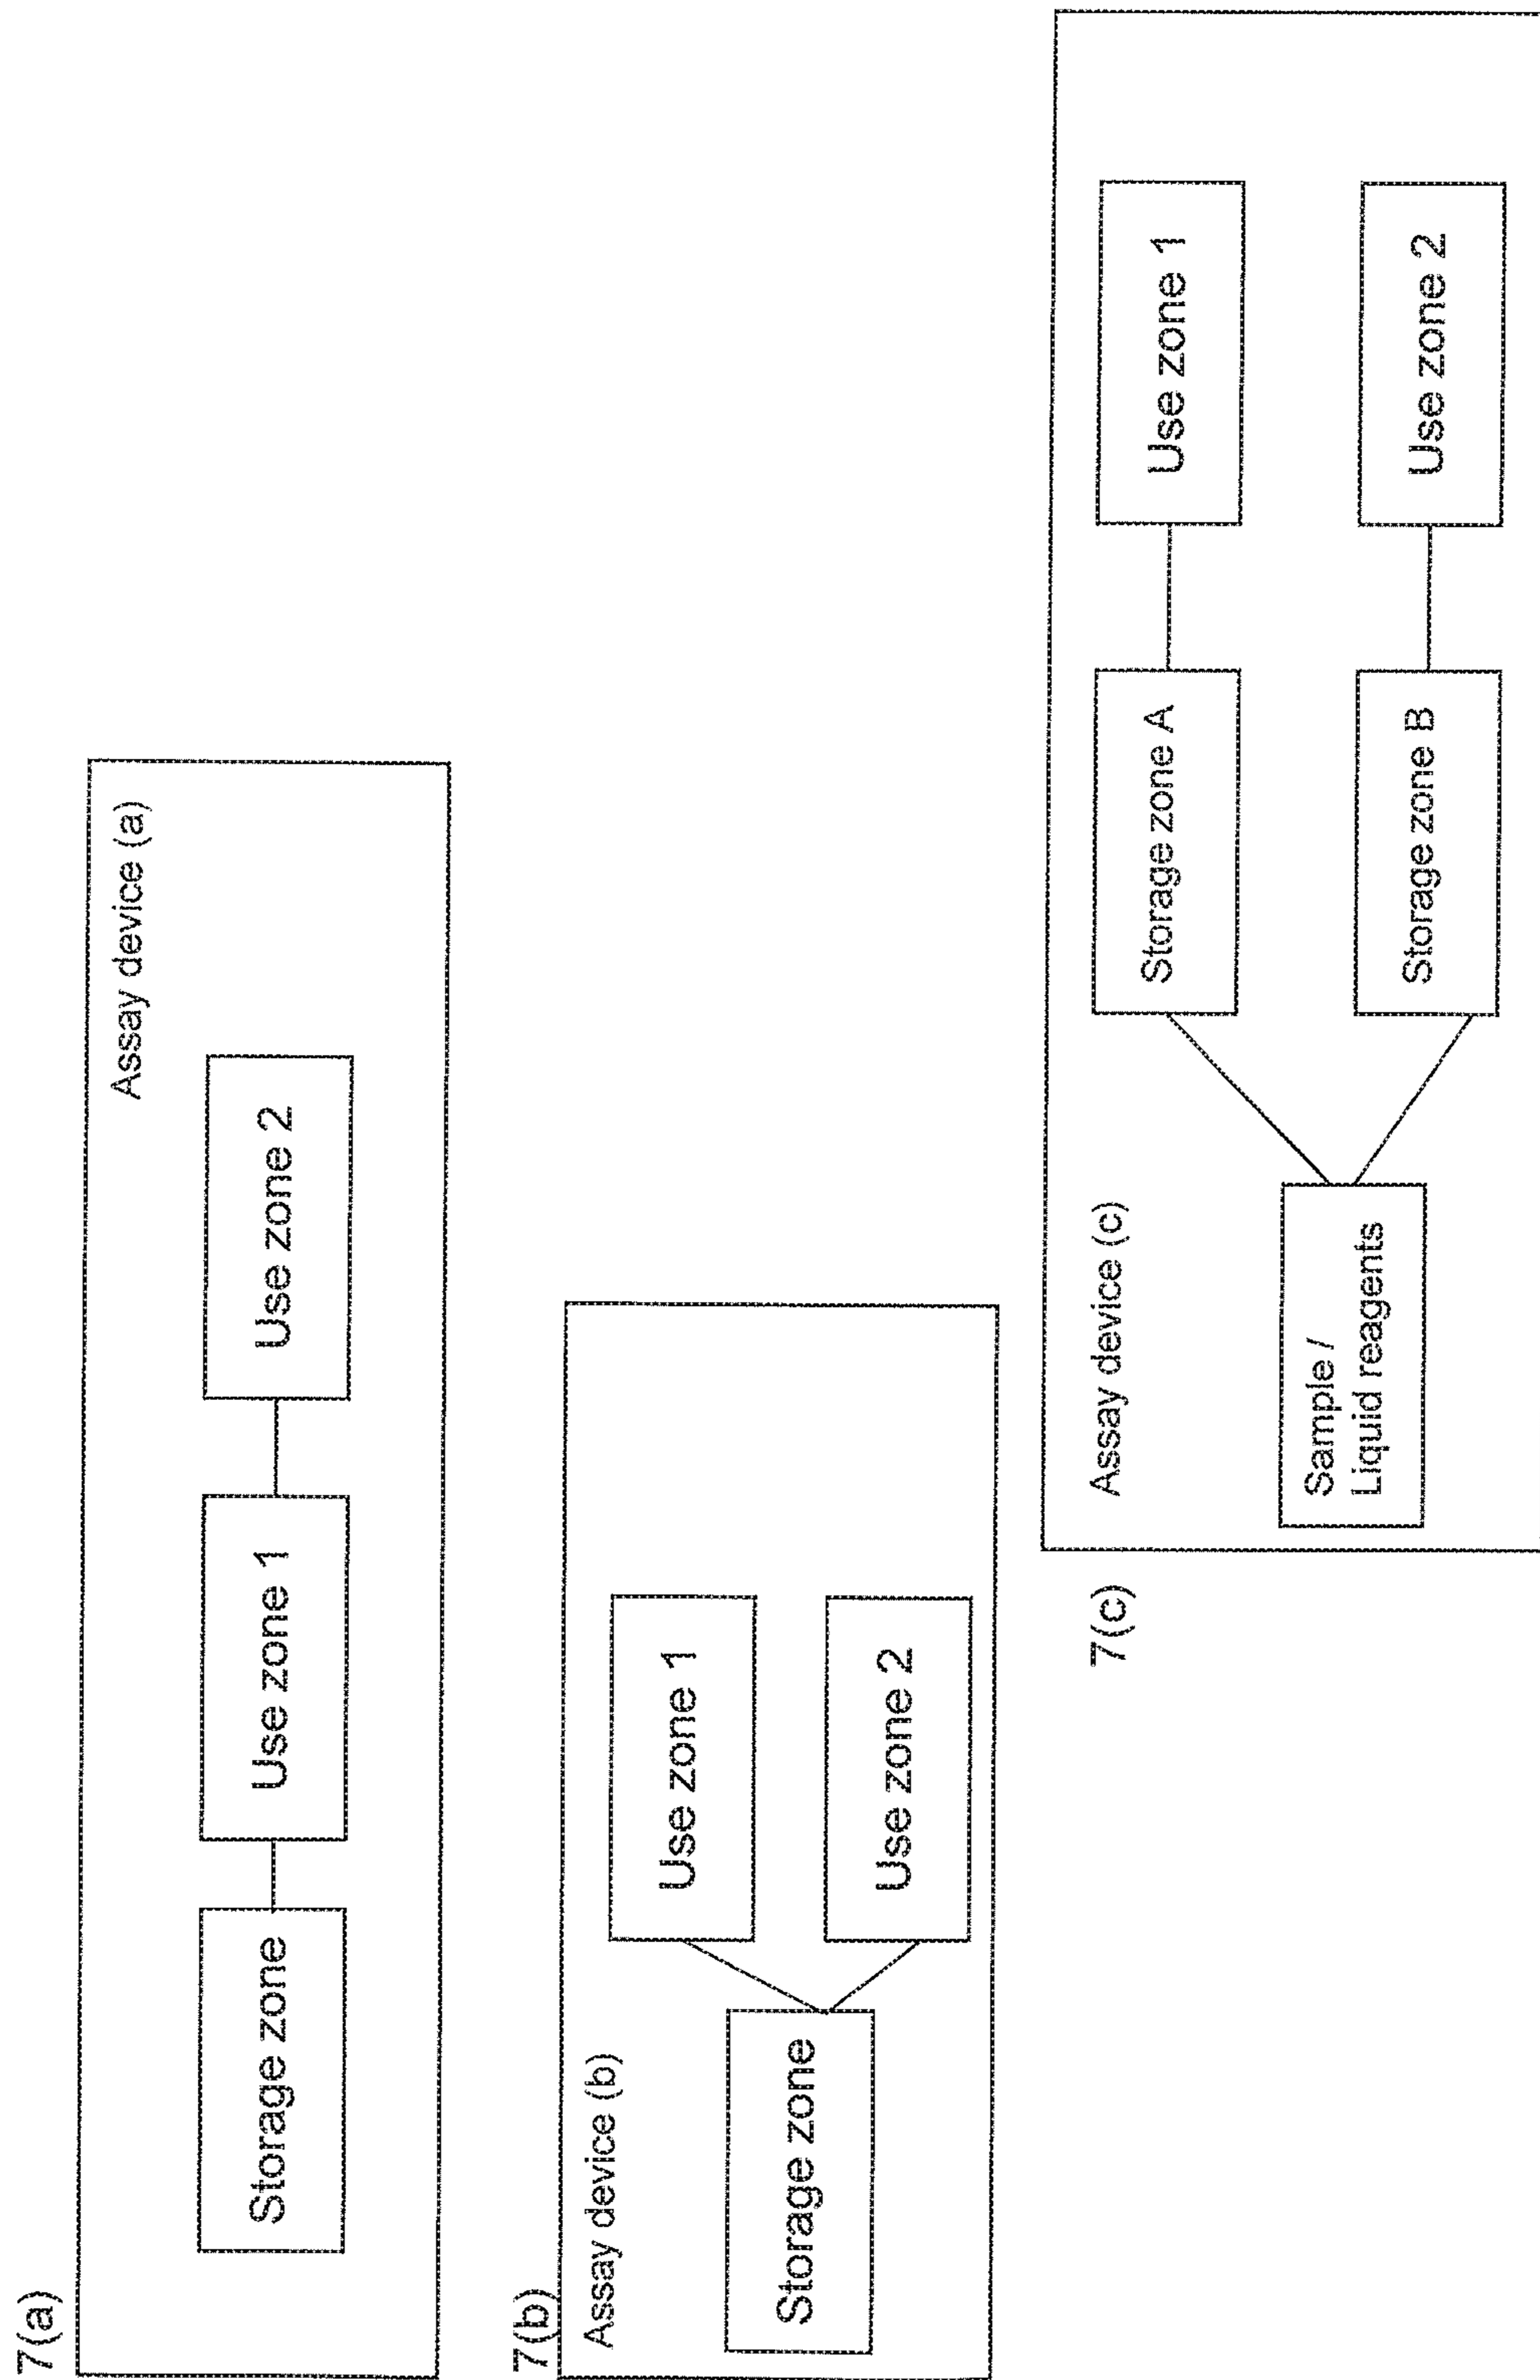 7(a)
Assay device (a)
Storage zone
Use zone 1
Use zone 2
7(b)
Assay device (b)
Storage zone
Use zone 1
Use zone 2
7(c)
Assay device (c)
Sample /
Liquid reagents
Storage zone A
Use zone 1
Storage zone B
Use zone 2